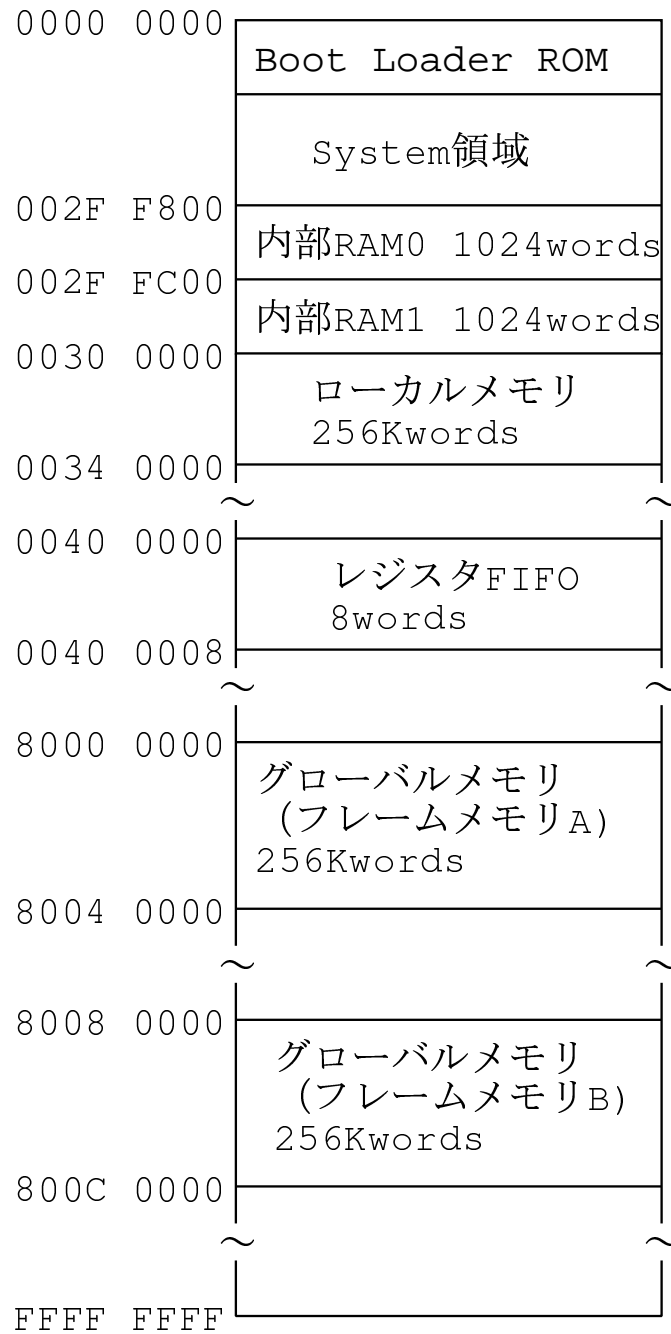 0000 0000
Boot Loader ROM
System領域
002F F800
内部RAM0 1024words
002F FC00
内部RAM1 1024words
0030 0000
ローカルメモリ
256Kwords
0034 0000
～ ～
0040 0000
レジスタFIFO
8words
0040 0008
～ ～
8000 0000
グローバルメモリ
(フレームメモリA)
256Kwords
8004 0000
～ ～
8008 0000
グローバルメモリ
(フレームメモリB)
256Kwords
800C 0000
～ ～
FFFF FFFF